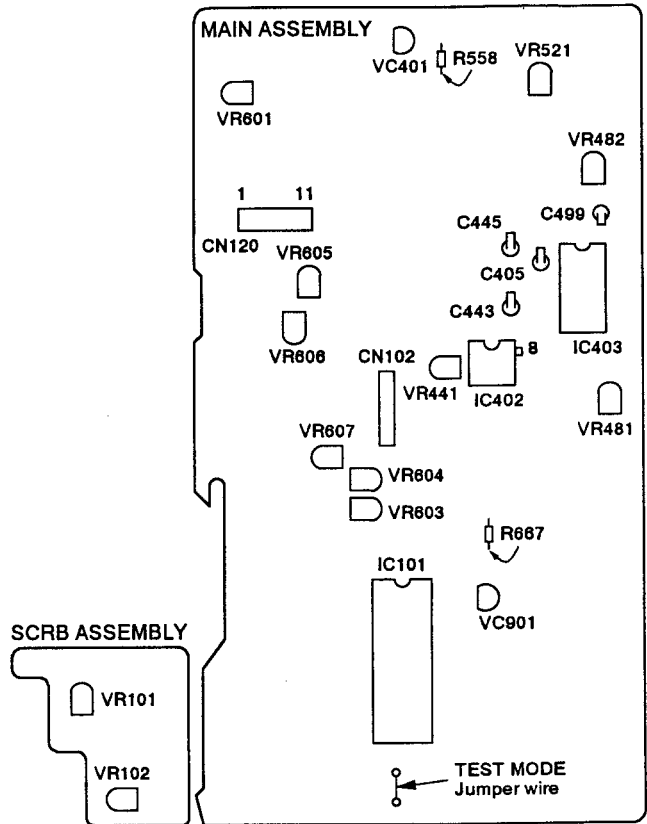 MAIN ASSEMBLY
VC401
R558
VR521
VR601
VR482
1 11
CN120
C499
C445
VR605
C405
C443
VR606
CN102
8
IC403
VR441
IC402
VR481
VR607
VR604
VR603
R667
IC101
VC901
SCRB ASSEMBLY
VR101
VR102
TEST MODE
Jumper wire